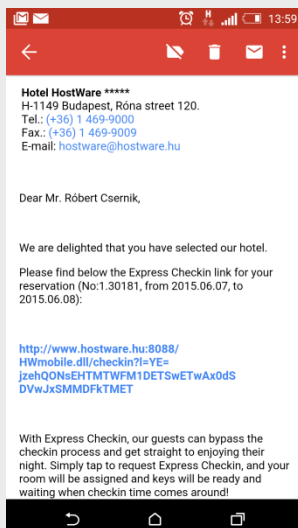 13:59
Hotel HostWare *****
H-1149 Budapest, Róna street 120.
Tel.: (+36) 1 469-9000
Fax.: (+36) 1 469-9009
E-mail: hostware@hostware.hu
Dear Mr. Róbert Csernik,
We are delighted that you have selected our hotel.
Please find below the Express Checkin link for your
reservation (No:1.30181, from 2015.06.07, to
2015.06.08):
http://www.hostware.hu:8088/
HWmobile.dll/checkin?l=YE=
jzehQONsEHTMTWFM1DETSwETwAx0dS
DVwJxSMMDFkTMET
With Express Checkin, our guests can bypass the
checkin process and get straight to enjoying their
night. Simply tap to request Express Checkin, and your
room will be assigned and keys will be ready and
waiting when checkin time comes around!